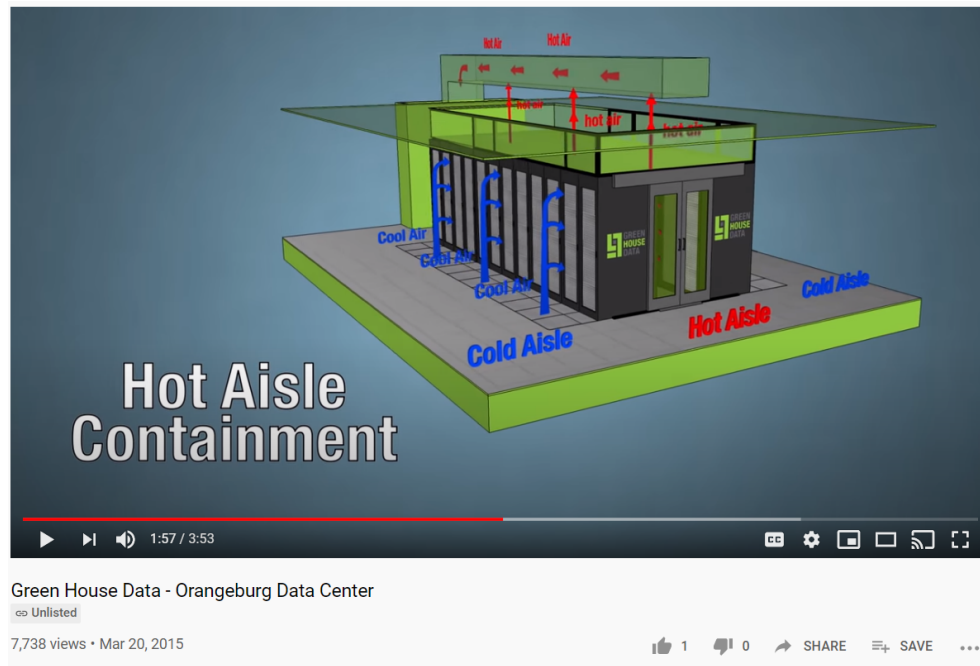 Hot Air
Hot Air
hot air
hot air
hot air
Cool Air
Cool Air
Cool Air
GREEN
HOUSE
DATA
GREEN
HOUSE
DATA
Cold Aisle
Hot Aisle
Cold Aisle
Hot Aisle
Containment
1:57 / 3:53
CC
Green House Data - Orangeburg Data Center
Unlisted
7,738 views • Mar 20, 2015
1
0
SHARE
SAVE